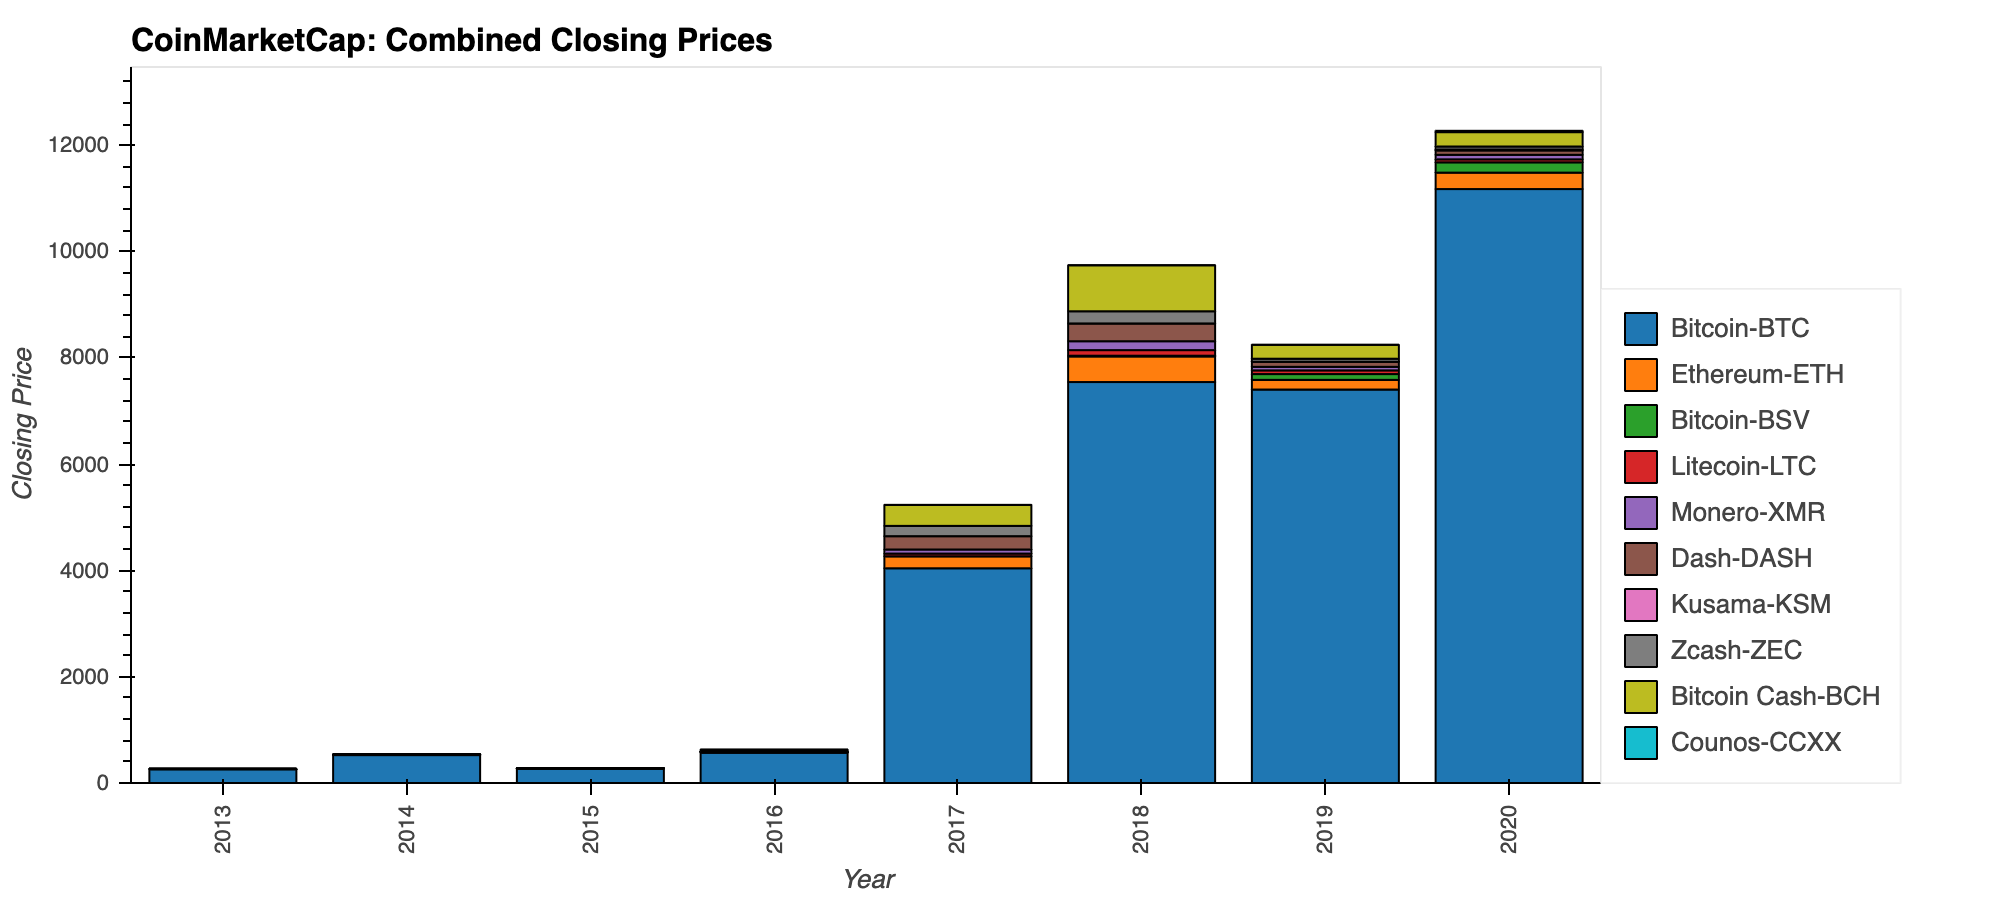 CoinMarketCap: Combined Closing Prices
Closing Price
12000
10000
8000
6000
4000
2000
0
2013
2014
2015
2016
2017
2018
2019
2020
Year
Bitcoin-BTC
Ethereum-ETH
Bitcoin-BSV
Litecoin-LTC
Monero-XMR
Dash-DASH
Kusama-KSM
Zcash-ZEC
Bitcoin Cash-BCH
Counos-CCXX